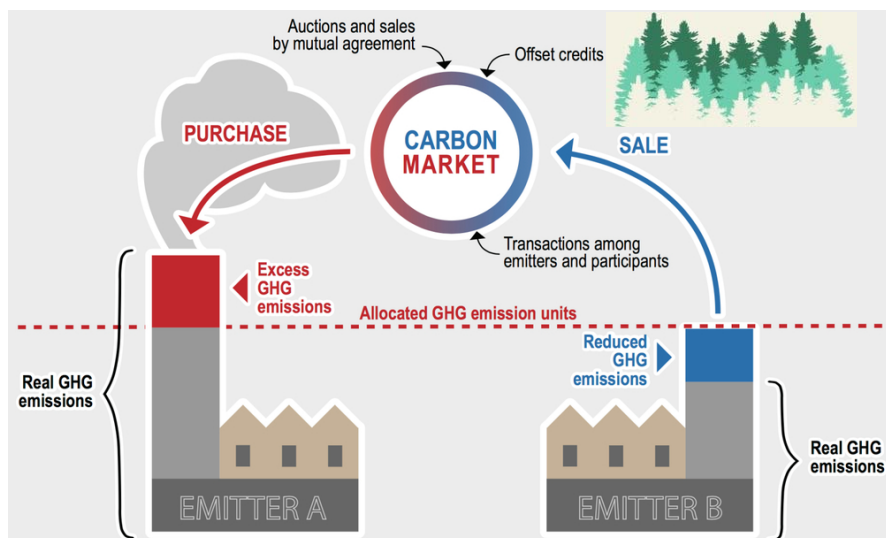 Auctions and sales
by mutual agreement
Offset credits
PURCHASE
CARBON
MARKET
SALE
Transactions among
emitters and participants
Excess
GHG
emissions
Allocated GHG emission units
Reduced
GHG
emissions
Real GHG
emissions
Real GHG
emissions
EMITTER A
EMITTER B